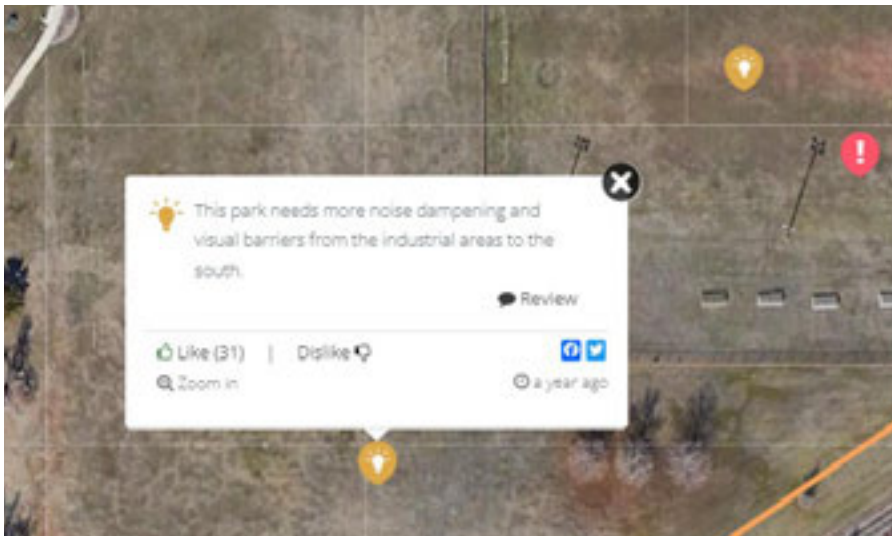 This park needs more noise dampening and
visual barriers from the industrial areas to the
south.
Review
Like (31) | Dislike
Zoom in
a year ago